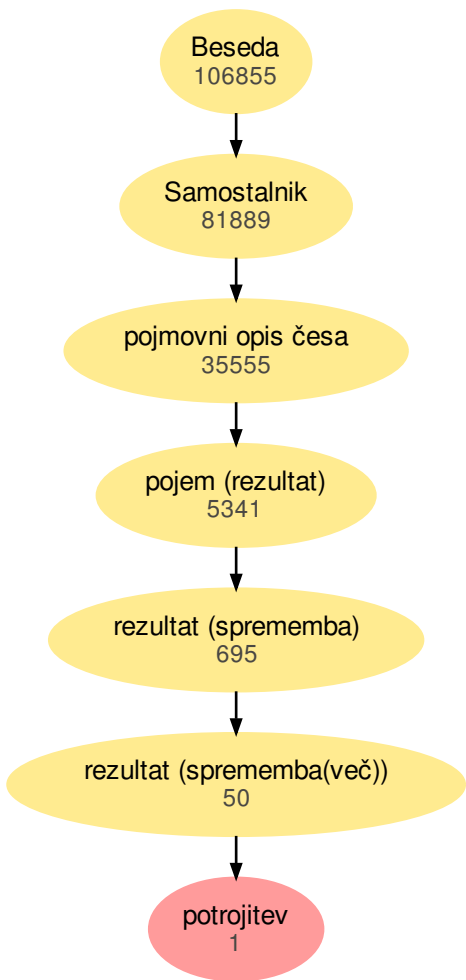 Beseda
106855
Samostalnik
81889
pojmovni opis česa
35555
pojem (rezultat)
5341
rezultat (sprememba)
695
rezultat (sprememba(več))
50
potrojitev
1